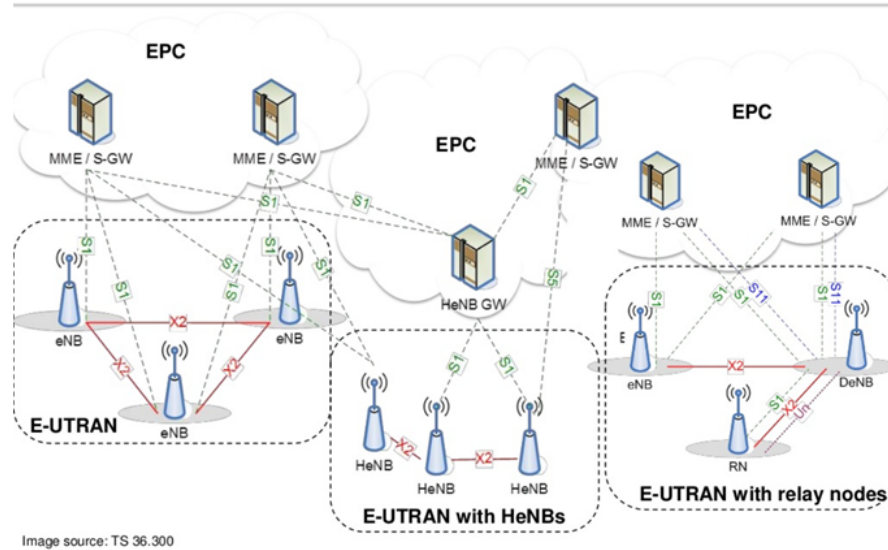 EPC
EPC
EPC
MME / S-GW
MME / S-GW
MME / S-GW
MME / S-GW
MME / S-GW
S1
S1
S1
S1
S1
S1
S1
S1
S1
S5
HeNB GW
S1
S1
S1
S1
S1
S11
S1
S11
eNB
X2
eNB
X2
X2
eNB
E-UTRAN
HeNB
X2
HeNB
X2
HeNB
E-UTRAN with HeNBs
E
eNB
X2
DeNB
S1
X2
Un
RN
E-UTRAN with relay nodes
Image source: TS 36.300